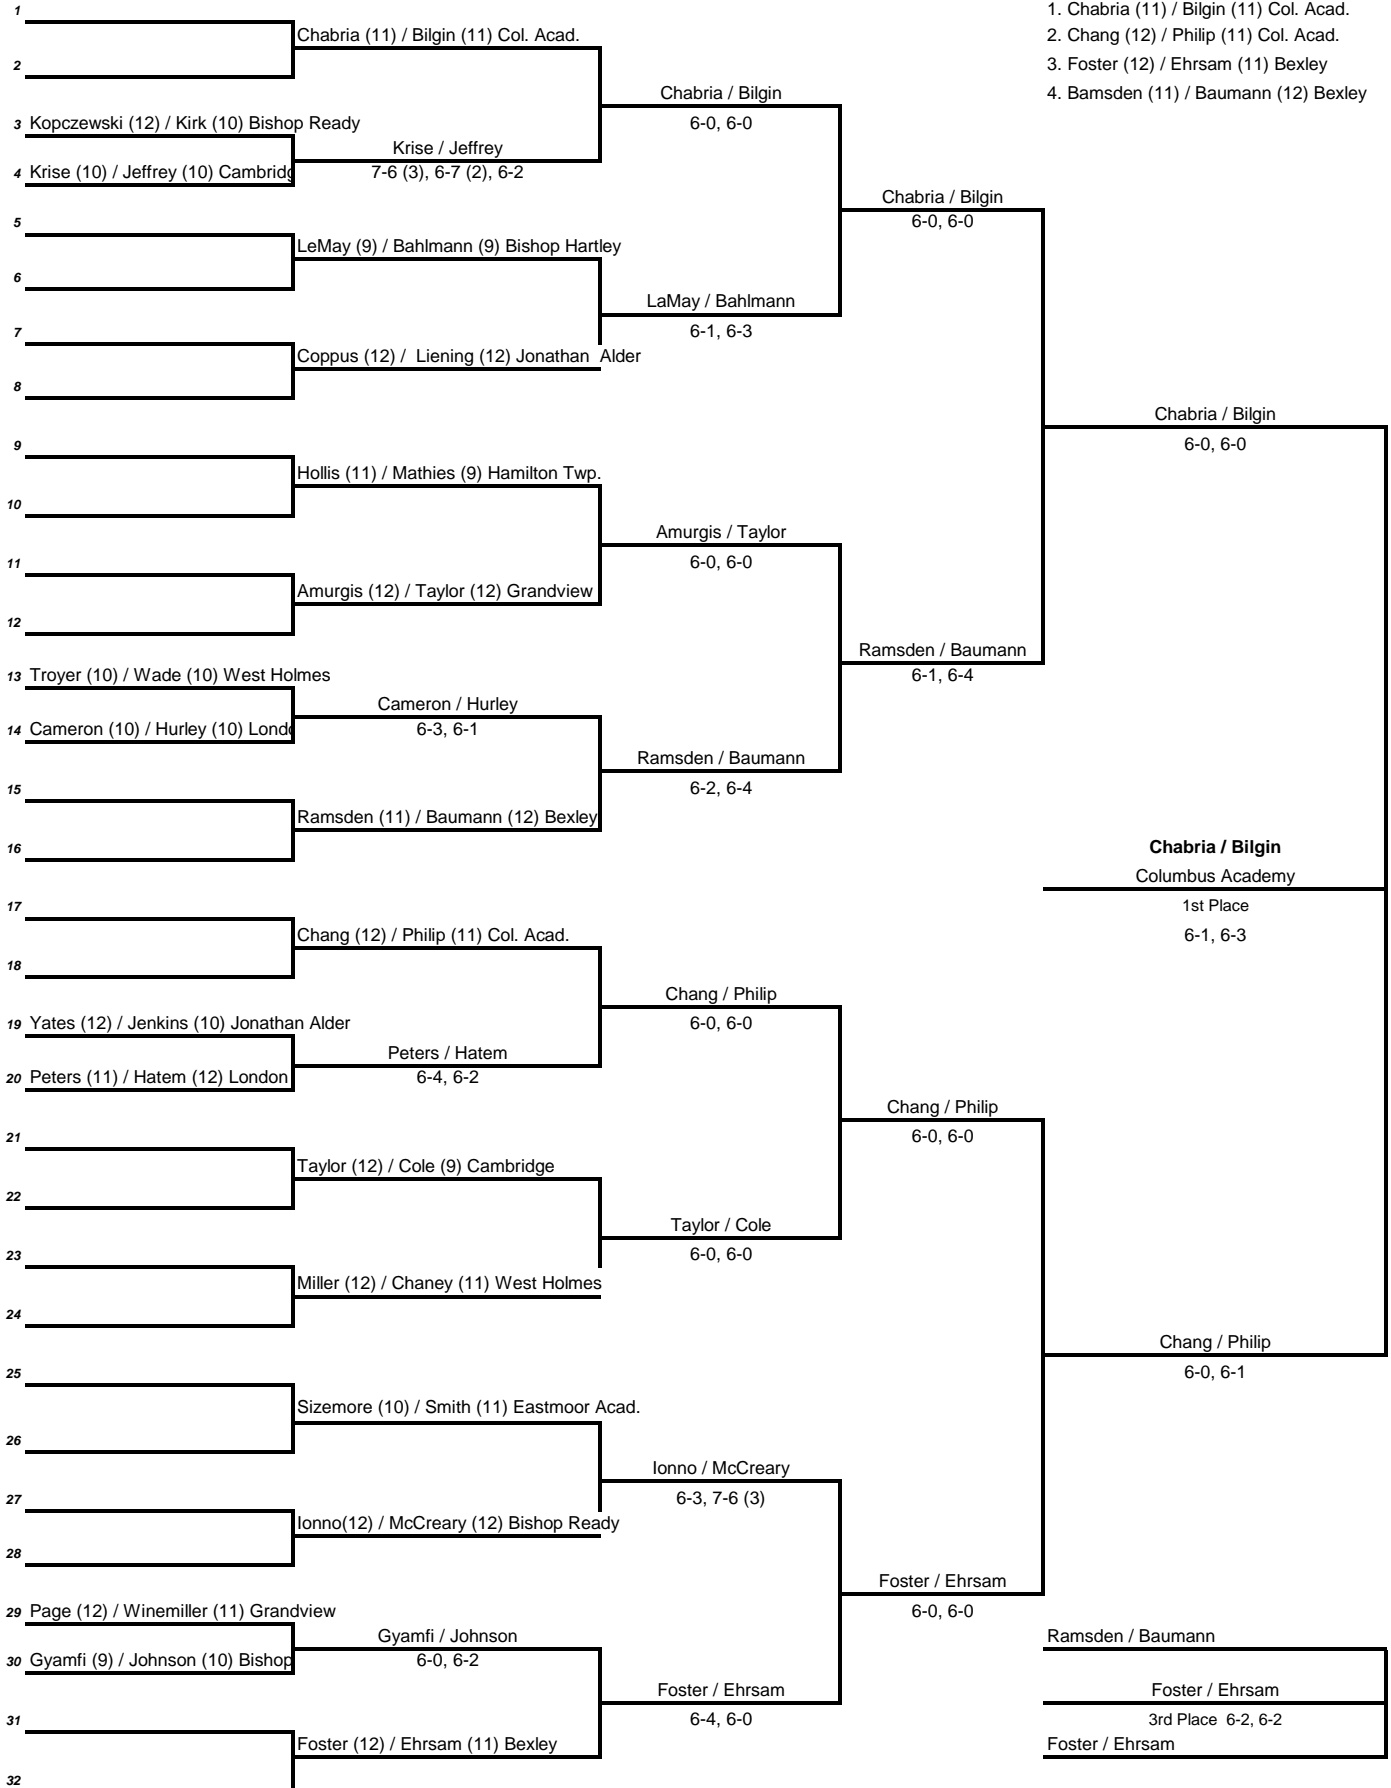 1
1. Chabria (11) / Bilgin (11) Col. Acad.
Chabria (11) / Bilgin (11) Col. Acad.
2. Chang (12) / Philip (11) Col. Acad.
2
3. Foster (12) / Ehrsam (11) Bexley
Chabria / Bilgin
4. Bamsden (11) / Baumann (12) Bexley
3 Kopczewski (12) / Kirk (10) Bishop Ready
6-0, 6-0
Krise / Jeffrey
4 Krise (10) / Jeffrey (10) Cambridg
7-6 (3), 6-7 (2), 6-2
Chabria / Bilgin
5
6-0, 6-0
LeMay (9) / Bahlmann (9) Bishop Hartley
6
LaMay / Bahlmann
7
6-1, 6-3
Coppus (12) / Liening (12) Jonathan Alder
8
Chabria / Bilgin
9
6-0, 6-0
Hollis (11) / Mathies (9) Hamilton Twp.
10
Amurgis / Taylor
11
6-0, 6-0
Amurgis (12) / Taylor (12) Grandview
12
Ramsden / Baumann
13 Troyer (10) / Wade (10) West Holmes
6-1, 6-4
Cameron / Hurley
14 Cameron (10) / Hurley (10) Londo
6-3, 6-1
Ramsden / Baumann
15
6-2, 6-4
Ramsden (11) / Baumann (12) Bexley
16
Chabria / Bilgin
Columbus Academy
17
1st Place
Chang (12) / Philip (11) Col. Acad.
6-1, 6-3
18
Chang / Philip
19 Yates (12) / Jenkins (10) Jonathan Alder
6-0, 6-0
Peters / Hatem
20 Peters (11) / Hatem (12) London
6-4, 6-2
Chang / Philip
21
6-0, 6-0
Taylor (12) / Cole (9) Cambridge
22
Taylor / Cole
23
6-0, 6-0
Miller (12) / Chaney (11) West Holmes
24
Chang / Philip
25
6-0, 6-1
Sizemore (10) / Smith (11) Eastmoor Acad.
26
Ionno / McCreary
27
6-3, 7-6 (3)
Ionno(12) / McCreary (12) Bishop Ready
28
Foster / Ehrsam
29 Page (12) / Winemiller (11) Grandview
6-0, 6-0
Gyamfi / Johnson
Ramsden / Baumann
30 Gyamfi (9) / Johnson (10) Bishop
6-0, 6-2
Foster / Ehrsam
Foster / Ehrsam
31
6-4, 6-0
3rd Place 6-2, 6-2
Foster (12) / Ehrsam (11) Bexley
Foster / Ehrsam
32